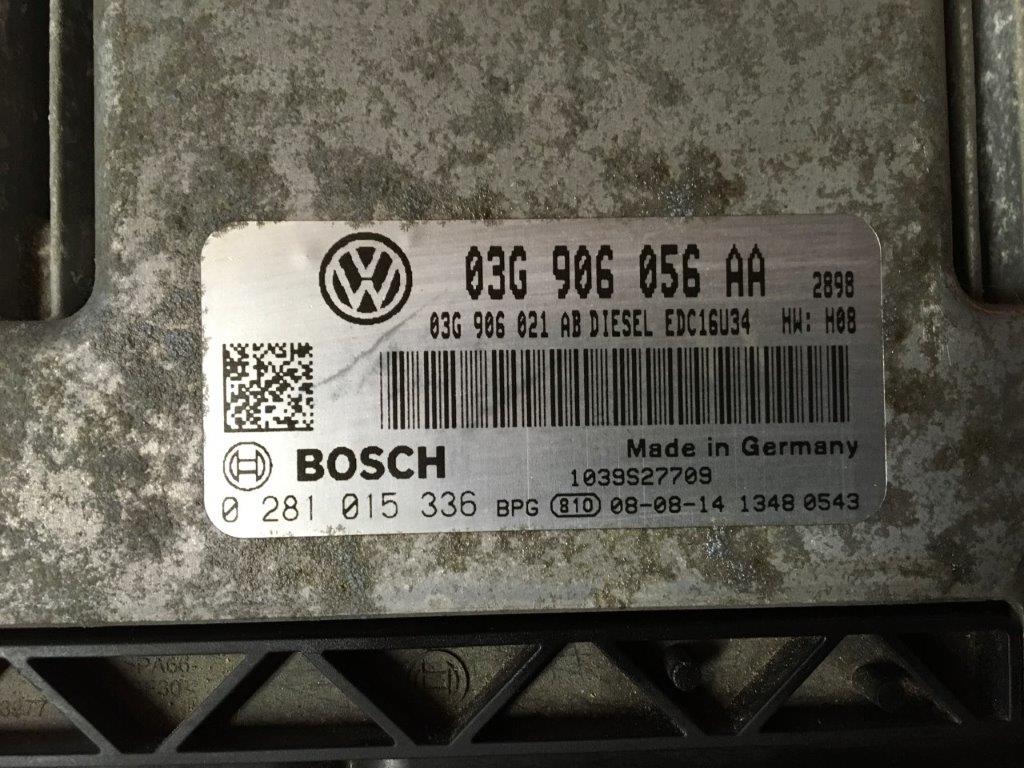 03G 906 056 AA 2898
03G 906 021 AB DIESEL EDC16U34 HW: H08
Made in Germany
BOSCH
1039S27709
0 281 015 336 BPG 810 08-08-14 1348 0543
PA66-